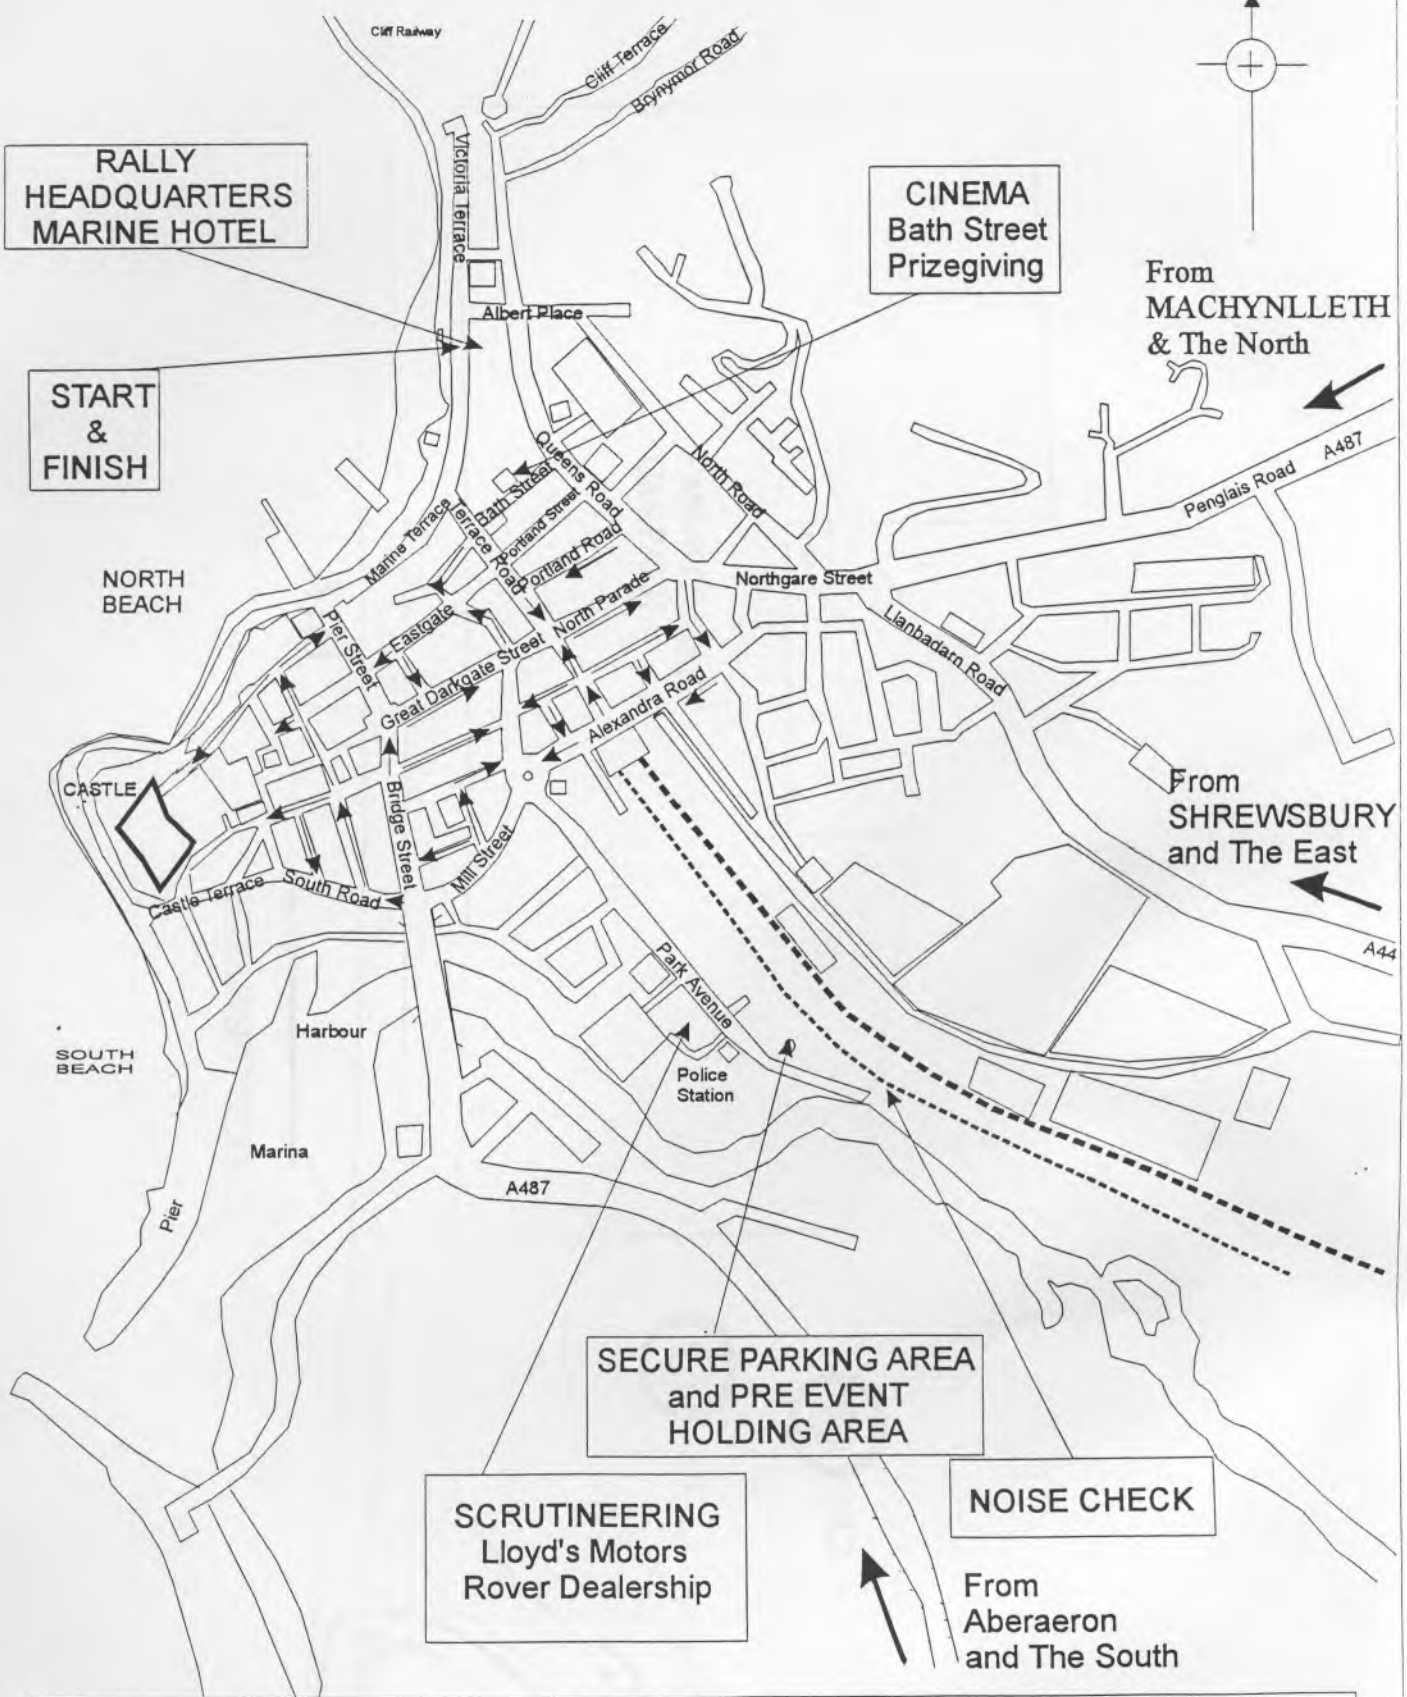 Cliff Railway
Cliff Terrace
Brynymor Road
Victoria Terrace
RALLY
HEADQUARTERS
MARINE HOTEL
CINEMA
Bath Street
Prizegiving
From
MACHYNLLETH
& The North
Albert Place
START
&
FINISH
A487
Penglais Road
Queens Road
North Road
Bath Street
Portland Street
Portland Road
Terrace Road
Marine Terrace
NORTH
BEACH
Northgare Street
North Parade
Llanbadarn Road
Pier Street
Eastgate
Great Darkgate Street
Alexandra Road
CASTLE
From
SHREWSBURY
and The East
Bridge Street
Mill Street
Castle Terrace
South Road
A44
Park Avenue
Harbour
SOUTH
BEACH
Police
Station
Marina
A487
Pier
SECURE PARKING AREA
and PRE EVENT
HOLDING AREA
NOISE CHECK
SCRUTINEERING
Lloyd's Motors
Rover Dealership
From
Aberaeron
and The South